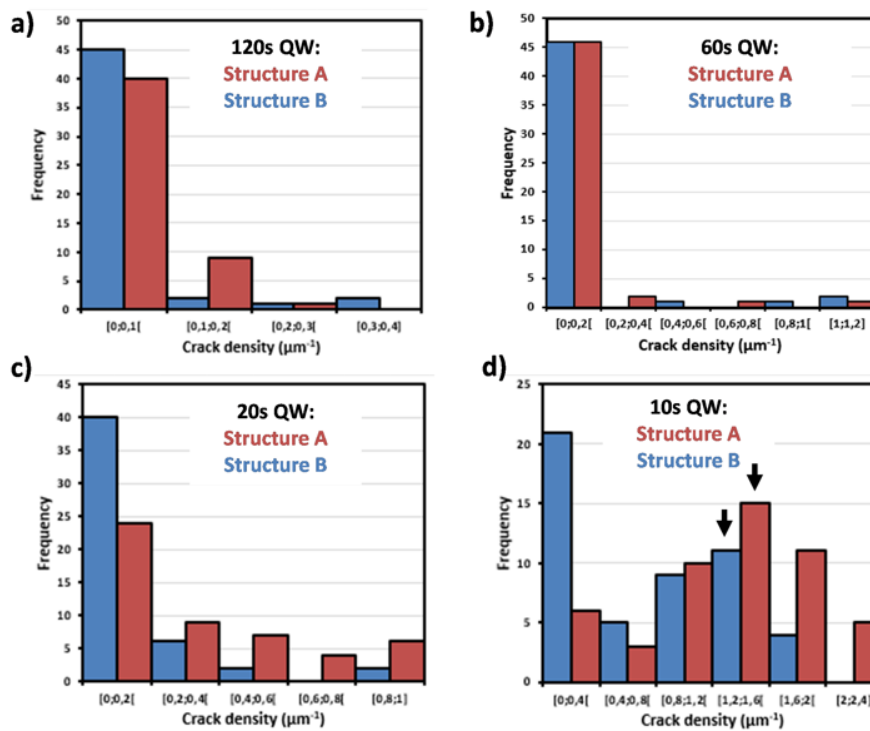 a)
120s QW:
Structure A
Structure B
50
45
40
35
30
25
20
15
10
5
0
Frequency
[0;0,1[ [0,1;0,2[ [0,2;0,3[ [0,3;0,4]
Crack density (µm⁻¹)
b)
60s QW:
Structure A
Structure B
50
45
40
35
30
25
20
15
10
5
0
Frequency
[0;0,2[ [0,2;0,4[ [0,4;0,6[ [0,6;0,8[ [0,8;1[ [1;1,2]
Crack density (µm⁻¹)
c)
20s QW:
Structure A
Structure B
45
40
35
30
25
20
15
10
5
0
Frequency
[0;0,2[ [0,2;0,4[ [0,4;0,6[ [0,6;0,8[ [0,8;1]
Crack density (µm⁻¹)
d)
10s QW:
Structure A
Structure B
25
20
15
10
5
0
Frequency
[0;0,4[ [0,4;0,8[ [0,8;1,2[ [1,2;1,6[ [1,6;2[ [2;2,4]
Crack density (µm⁻¹)